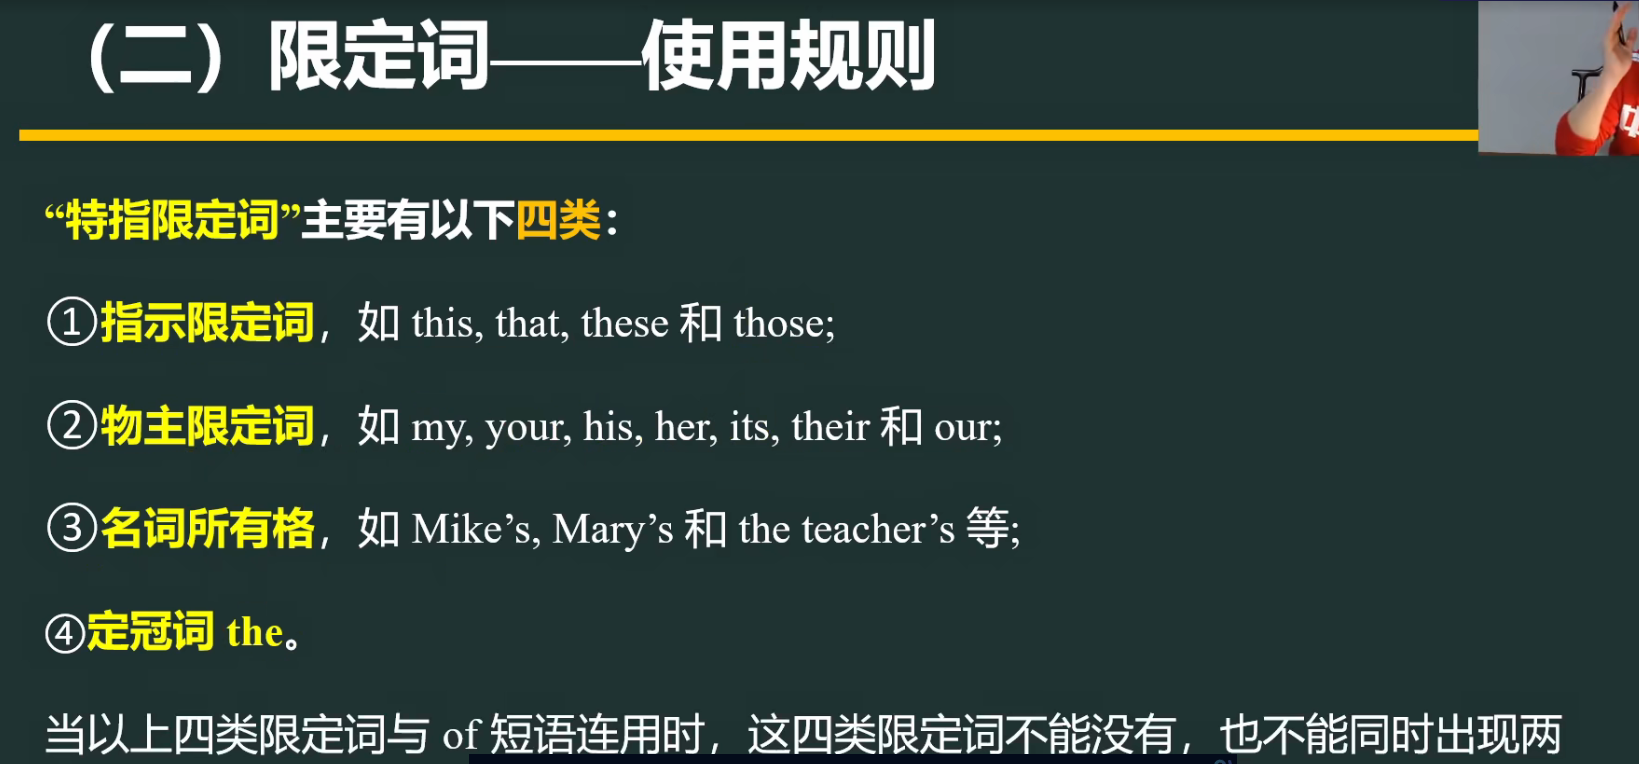 （二）限定词——使用规则
“特指限定词”主要有以下四类：
①指示限定词，如 this, that, these 和 those;
②物主限定词，如 my, your, his, her, its, their 和 our;
③名词所有格，如 Mike’s, Mary’s 和 the teacher’s 等;
④定冠词 the。
当以上四类限定词与 of 短语连用时，这四类限定词不能没有，也不能同时出现两